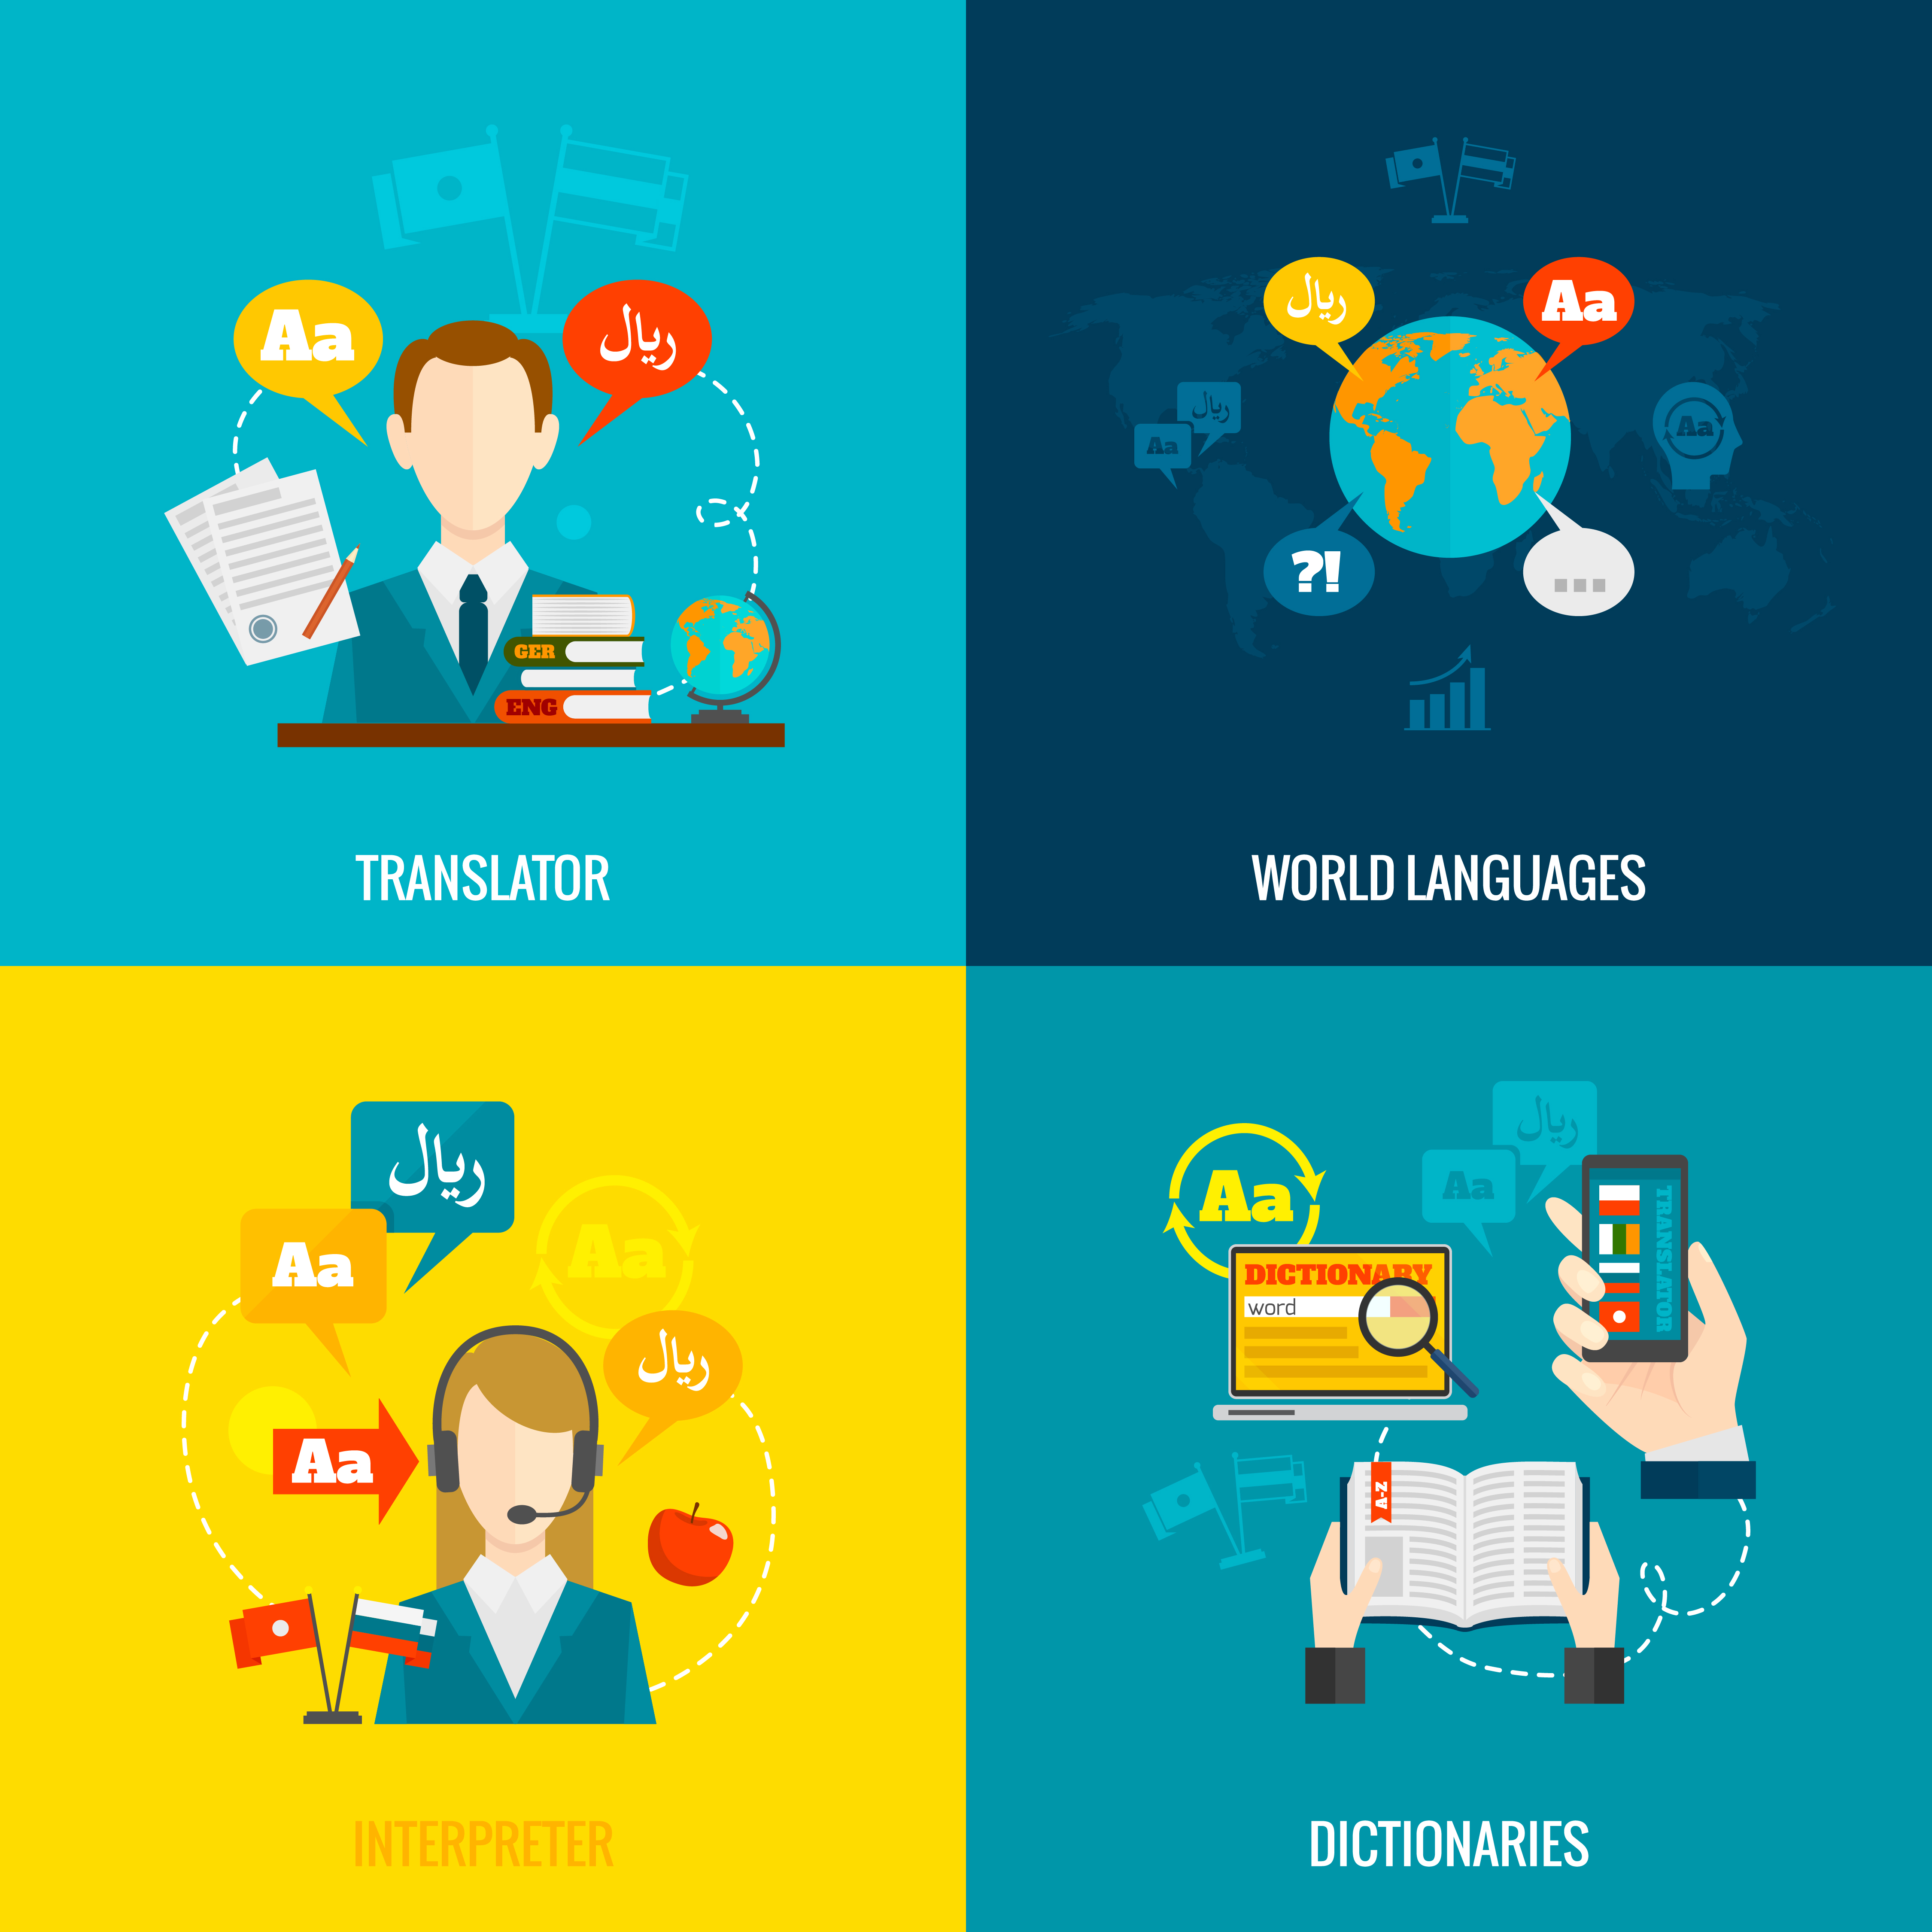 Aa
ريال
GER
ENG
TRANSLATOR
ريال
Aa
ريال
Aa
Aa
?!
...
WORLD LANGUAGES
ريال
Aa
Aa
ريال
Aa
INTERPRETER
ريال
Aa
Aa
TRANSLATOR
DICTIONARY
word
A-Z
DICTIONARIES